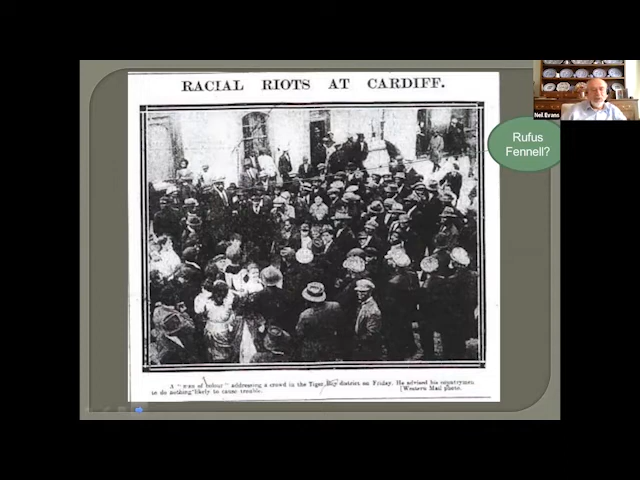 RACIAL RIOTS AT CARDIFF.
Neil Evans
Rufus
Fennell?
A "man of colour" addressing a crowd in the Tiger Bay district on Friday. He advised his countrymen
to do nothing likely to cause trouble. [Western Mail photo.